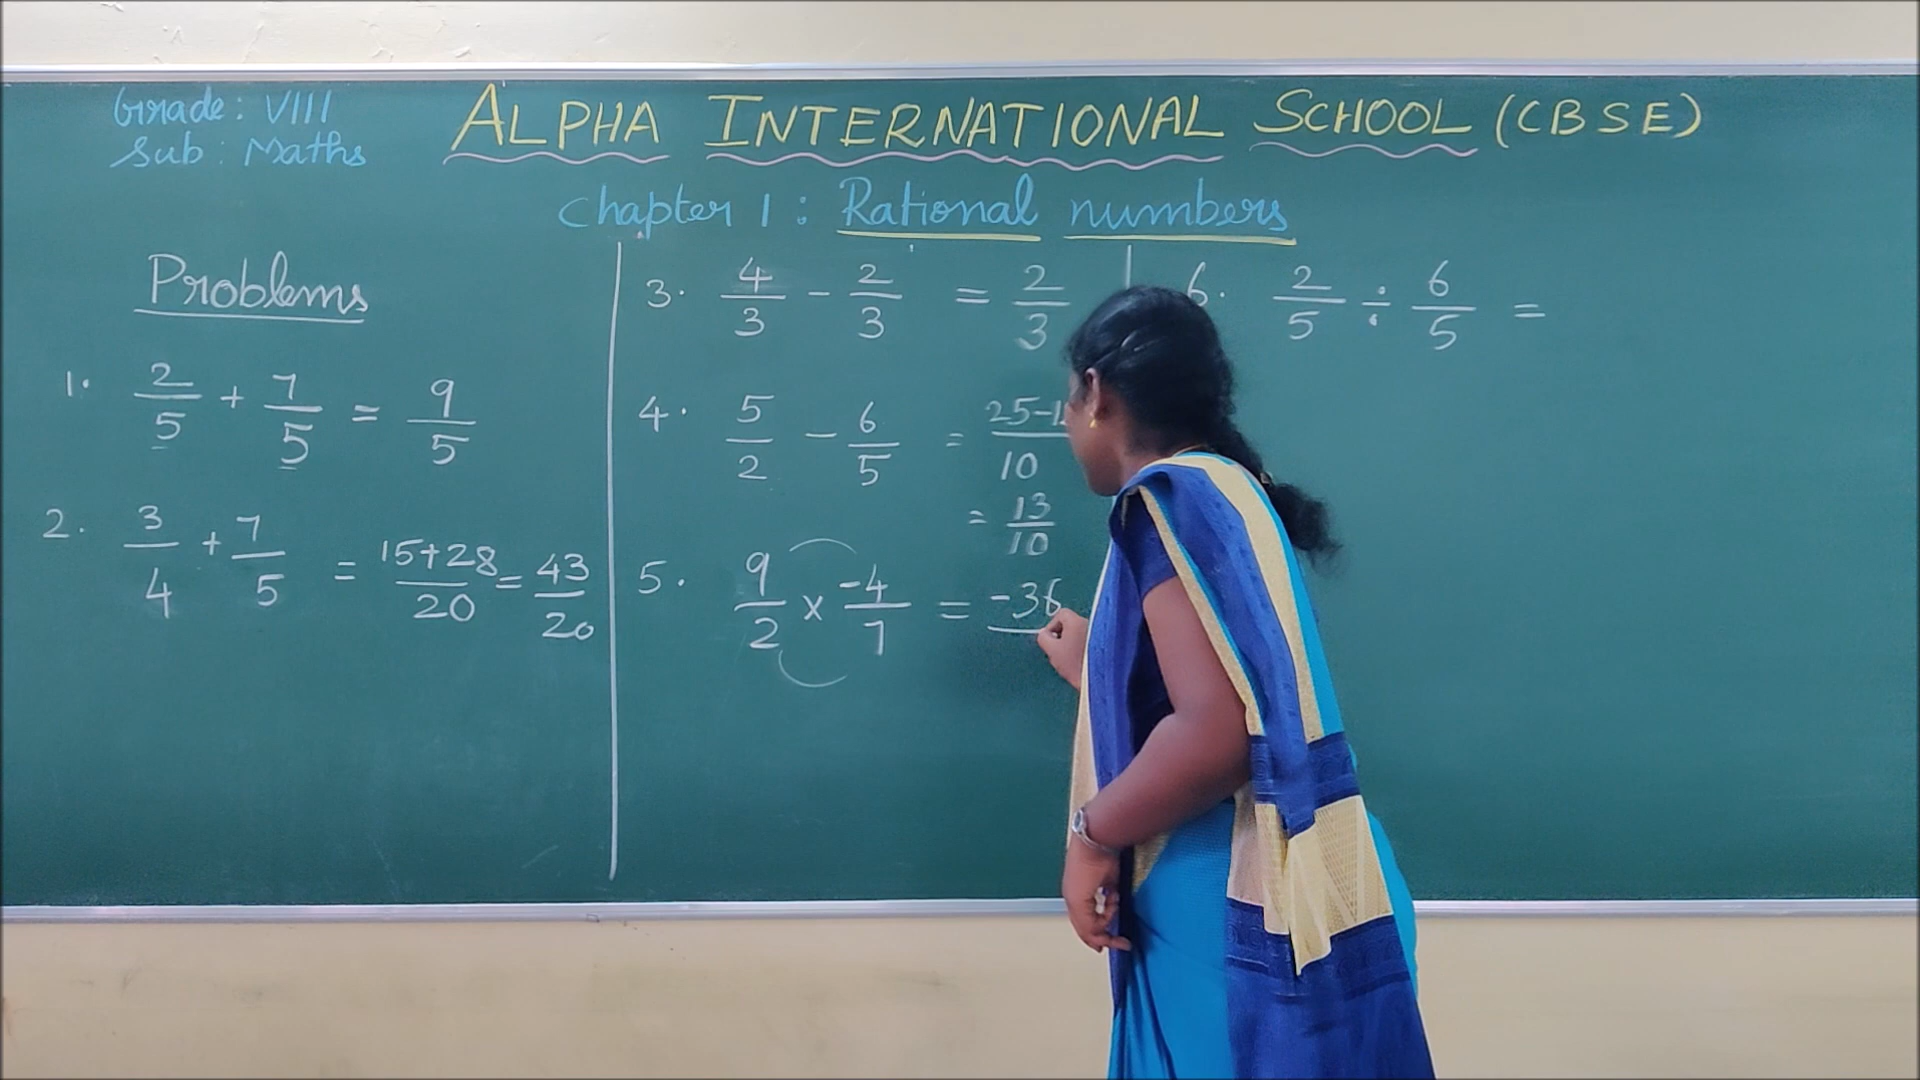 Grade: VIII
Sub: Maths
ALPHA INTERNATIONAL SCHOOL (CBSE)
Chapter 1: Rational numbers
Problems
1. 2/5 + 7/5 = 9/5
2. 3/4 + 7/5 = 15+28/20 = 43/20
3. 4/3 - 2/3 = 2/3
4. 5/2 - 6/5 = 25-1/10
= 13/10
5. 9/2 x -4/7 = -36
6. 2/5 ÷ 6/5 =